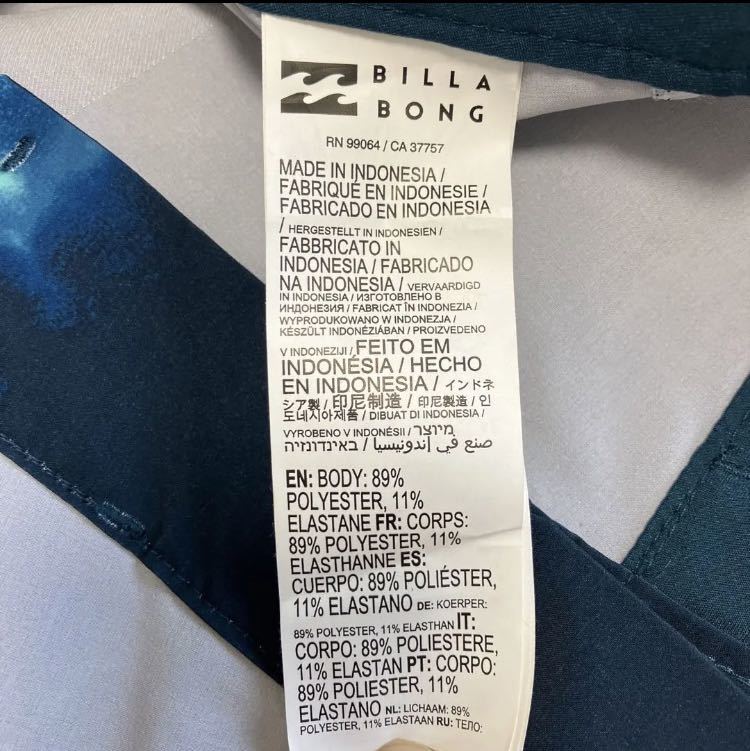 BILLA
BONG
RN 99064 / CA 37757
MADE IN INDONESIA /
FABRIQUÉ EN INDONESIE /
FABRICADO EN INDONESIA
/ HERGESTELLT IN INDONESIEN /
FABBRICATO IN
INDONESIA / FABRICADO
NA INDONESIA / VERVAARDIGD
IN INDONESIA / ИЗГОТОВЛЕНО В
ИНДОНЕЗИЯ / FABRICAT ÎN INDONEZIA /
WYPRODUKOWANO W INDONEZJA /
KÉSZÜLT INDONÉZIÁBAN / PROIZVEDENO
V INDONEZIJI / FEITO EM
INDONÉSIA / HECHO
EN INDONESIA / インドネ
シア製 / 印尼制造 / 印尼製造 / 인
도네시아제품 / DIBUAT DI INDONESIA /
VYROBENO V INDONÉSII / מיוצר
صنع في إندونيسيا / באינדונזיה
EN: BODY: 89%
POLYESTER, 11%
ELASTANE FR: CORPS:
89% POLYESTER, 11%
ELASTHANNE ES:
CUERPO: 89% POLIÉSTER,
11% ELASTANO DE: KOERPER:
89% POLYESTER, 11% ELASTHAN IT:
CORPO: 89% POLIESTERE,
11% ELASTAN PT: CORPO:
89% POLIÉSTER, 11%
ELASTANO NL: LICHAAM: 89%
POLYESTER, 11% ELASTAAN RU: ТЕЛО: